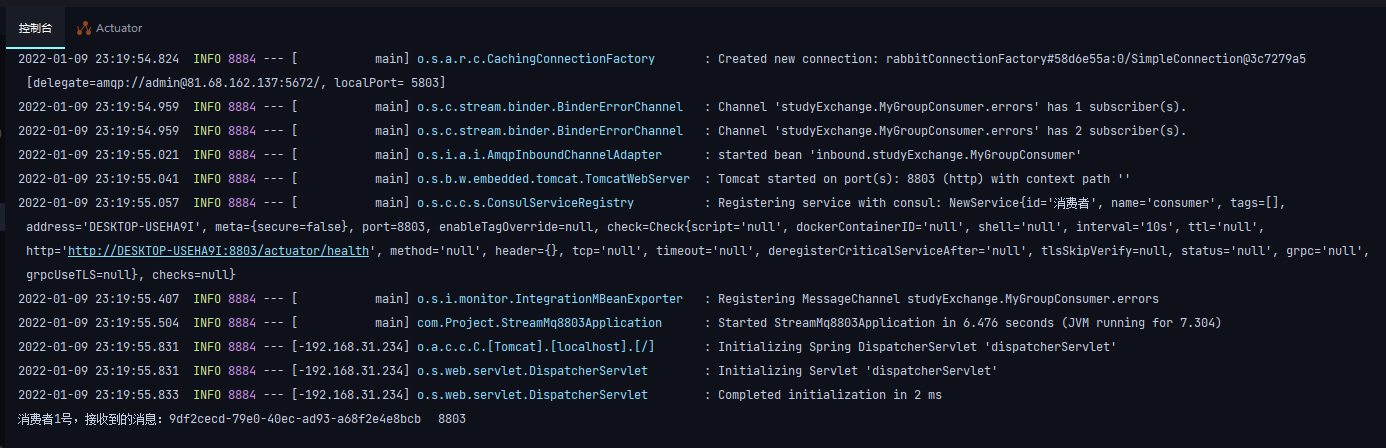 控制台 Actuator
2022-01-09 23:19:54.824  INFO 8884 --- [           main] o.s.a.r.c.CachingConnectionFactory       : Created new connection: rabbitConnectionFactory#58d6e55a:0/SimpleConnection@3c7279a5
[delegate=amqp://admin@81.68.162.137:5672/, localPort= 5803]
2022-01-09 23:19:54.959  INFO 8884 --- [           main] o.s.c.stream.binder.BinderErrorChannel   : Channel 'studyExchange.MyGroupConsumer.errors' has 1 subscriber(s).
2022-01-09 23:19:54.959  INFO 8884 --- [           main] o.s.c.stream.binder.BinderErrorChannel   : Channel 'studyExchange.MyGroupConsumer.errors' has 2 subscriber(s).
2022-01-09 23:19:55.021  INFO 8884 --- [           main] o.s.i.a.i.AmqpInboundChannelAdapter      : started bean 'inbound.studyExchange.MyGroupConsumer'
2022-01-09 23:19:55.041  INFO 8884 --- [           main] o.s.b.w.embedded.tomcat.TomcatWebServer  : Tomcat started on port(s): 8803 (http) with context path ''
2022-01-09 23:19:55.057  INFO 8884 --- [           main] o.s.c.c.s.ConsulServiceRegistry          : Registering service with consul: NewService{id='消费者', name='consumer', tags=[],
address='DESKTOP-USEHA9I', meta={secure=false}, port=8803, enableTagOverride=null, check=Check{script='null', dockerContainerID='null', shell='null', interval='10s', ttl='null',
http='http://DESKTOP-USEHA9I:8803/actuator/health', method='null', header={}, tcp='null', timeout='null', deregisterCriticalServiceAfter='null', tlsSkipVerify=null, status='null', grpc='null',
grpcUseTLS=null}, checks=null}
2022-01-09 23:19:55.407  INFO 8884 --- [           main] o.s.i.monitor.IntegrationMBeanExporter   : Registering MessageChannel studyExchange.MyGroupConsumer.errors
2022-01-09 23:19:55.504  INFO 8884 --- [           main] com.Project.StreamMq8803Application      : Started StreamMq8803Application in 6.476 seconds (JVM running for 7.304)
2022-01-09 23:19:55.831  INFO 8884 --- [-192.168.31.234] o.a.c.c.C.[Tomcat].[localhost].[/]       : Initializing Spring DispatcherServlet 'dispatcherServlet'
2022-01-09 23:19:55.831  INFO 8884 --- [-192.168.31.234] o.s.web.servlet.DispatcherServlet        : Initializing Servlet 'dispatcherServlet'
2022-01-09 23:19:55.833  INFO 8884 --- [-192.168.31.234] o.s.web.servlet.DispatcherServlet        : Completed initialization in 2 ms
消费者1号，接收到的消息：9df2cecd-79e0-40ec-ad93-a68f2e4e8bcb  8803